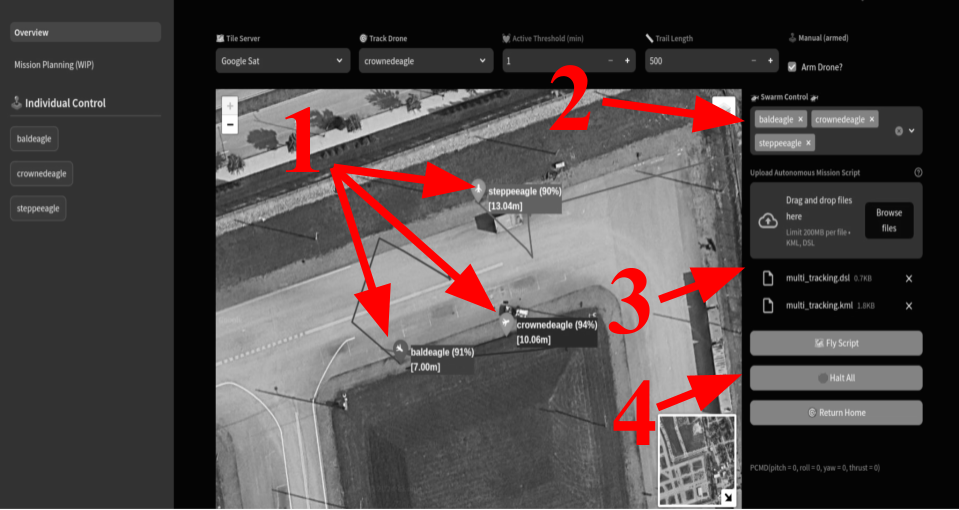 Overview
Mission Planning (WIP)
Individual Control
baldeagle
crownedeagle
steppeeagle
Tile Server
Track Drone
Active Threshold (min)
Trail Length
Manual (armed)
Google Sat
crownedeagle
1
− +
500
− +
Arm Drone?
+
−
1
2
3
4
steppeeagle (90%)
[13.04m]
crownedeagle (94%)
[10.06m]
baldeagle (91%)
[7.00m]
Swarm Control
baldeagle ×
crownedeagle ×
steppeeagle ×
Upload Autonomous Mission Script
Drag and drop files
here
Limit 200MB per file •
KML, DSL
Browse
files
multi_tracking.dsl 0.7KB
multi_tracking.kml 1.8KB
Fly Script
Halt All
Return Home
PCMD(pitch = 0, roll = 0, yaw = 0, thrust = 0)